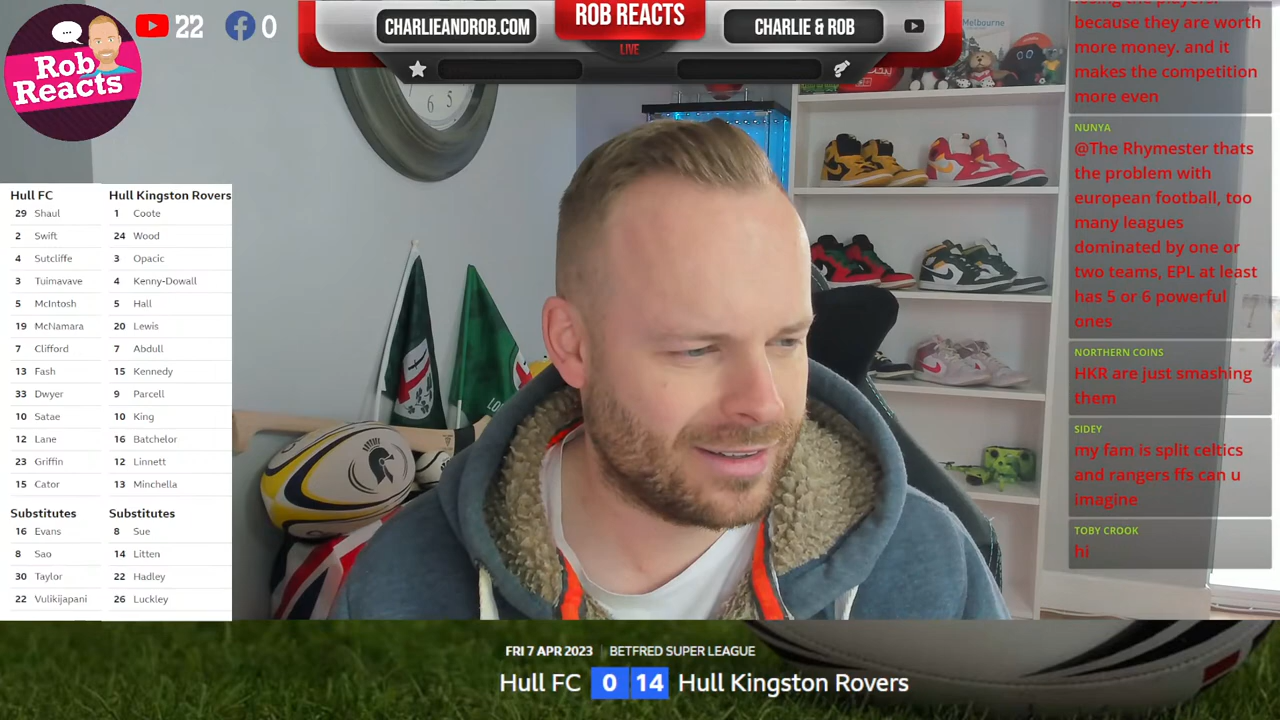 Rob
Reacts
22
0
CHARLIEANDROB.COM
ROB REACTS
LIVE
CHARLIE & ROB
Melbourne
6 5
Hull FC
29 Shaul
2 Swift
4 Sutcliffe
3 Tuimavave
5 McIntosh
19 McNamara
7 Clifford
13 Fash
33 Dwyer
10 Satae
12 Lane
23 Griffin
15 Cator
Substitutes
16 Evans
8 Sao
30 Taylor
22 Vulikijapani
Hull Kingston Rovers
1 Coote
24 Wood
3 Opacic
4 Kenny-Dowall
5 Hall
20 Lewis
7 Abdull
15 Kennedy
9 Parcell
10 King
16 Batchelor
12 Linnett
13 Minchella
Substitutes
8 Sue
14 Litten
22 Hadley
26 Luckley
because they are worth
more money. and it
makes the competition
more even
NUNYA
@The Rhymester thats
the problem with
european football, too
many leagues
dominated by one or
two teams, EPL at least
has 5 or 6 powerful
ones
NORTHERN COINS
HKR are just smashing
them
SIDEY
my fam is split celtics
and rangers ffs can u
imagine
TOBY CROOK
hi
FRI 7 APR 2023 BETFRED SUPER LEAGUE
Hull FC 0 14 Hull Kingston Rovers